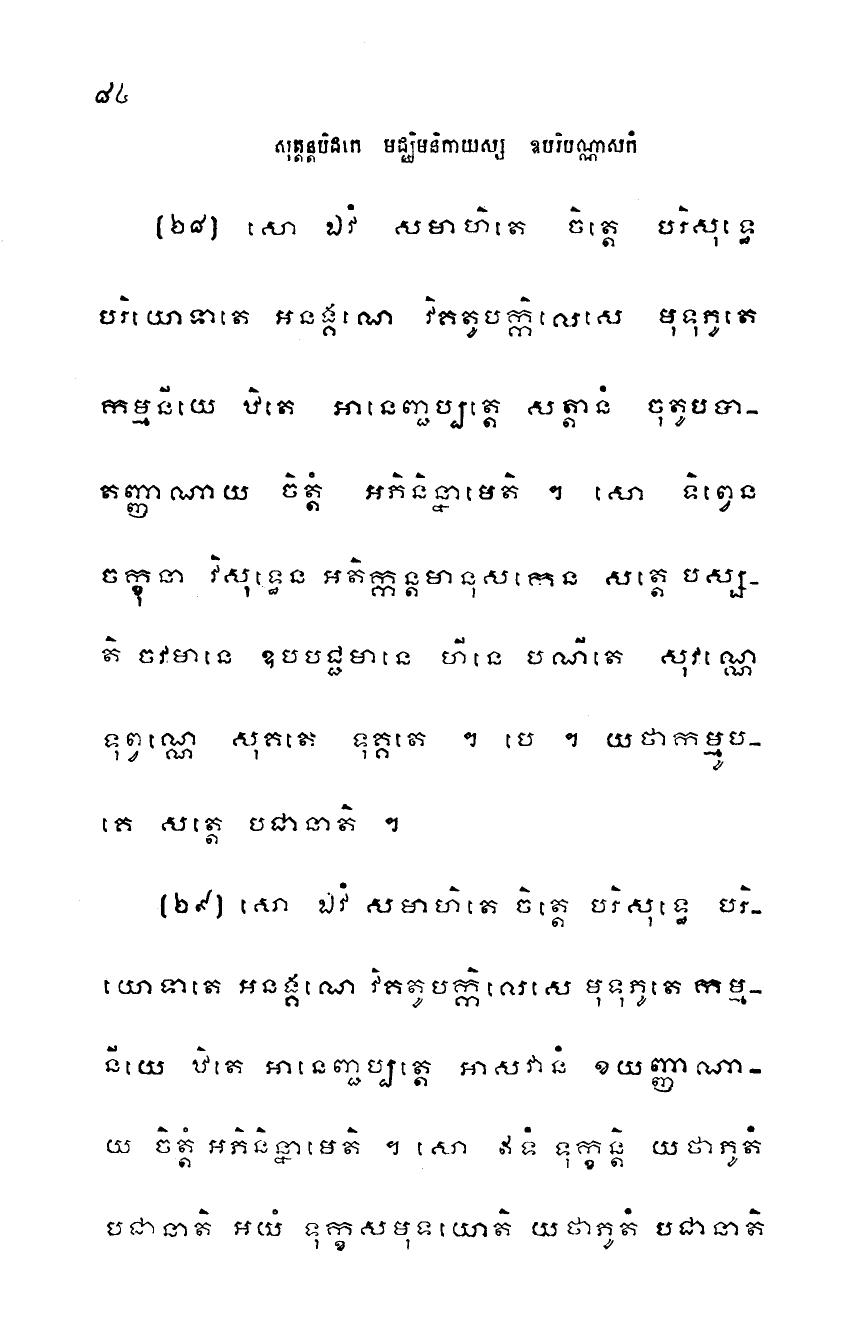 ៨៤
សុត្តន្តបិដកេ មជ្ឈិមនិកាយស្ស ឧបរិបណ្ណាសកំ
(២៨) សោ ឯវំ សមាហិតេ ចិត្តេ បរិសុទ្ធេ
បរិយោទាតេ អនង្គណេ វិគតូបក្កិលេសេ មុទុភូតេ
កម្មនីយេ ឋិតេ អានេញ្ជប្បត្តេ សត្តានំ ចុតូបបា-
តញ្ញាណាយ ចិត្តំ អភិនិន្នាមេតិ ។ សោ ទិព្វេន
ចក្ខុនា វិសុទ្ធេន អតិក្កន្តមានុសកេន សត្តេ បស្ស-
តិ ចវមានេ ឧបបជ្ជមានេ ហីនេ បណីតេ សុវណ្ណេ
ទុព្វណ្ណេ សុគតេ ទុគ្គតេ ។ បេ ។ យថាកម្មូប-
គេ សត្តេ បជានាតិ ។
(២៩) សោ ឯវំ សមាហិតេ ចិត្តេ បរិសុទ្ធេ បរិ-
យោទាតេ អនង្គណេ វិគតូបក្កិលេសេ មុទុភូតេ កម្ម-
នីយេ ឋិតេ អានេញ្ជប្បត្តេ អាសវានំ ខយញ្ញាណា-
យ ចិត្តំ អភិនិន្នាមេតិ ។ សោ ឥទំ ទុក្ខន្តិ យថាភូតំ
បជានាតិ អយំ ទុក្ខសមុទយោតិ យថាភូតំ បជានាតិ